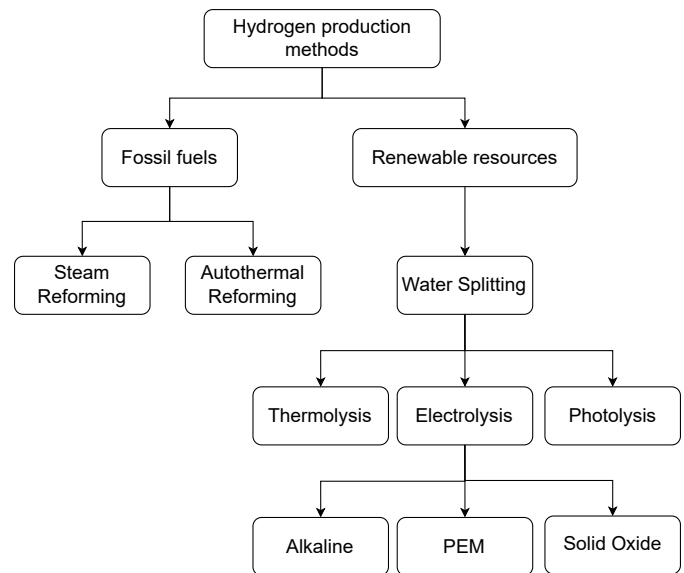 Hydrogen production
methods
Fossil fuels
Renewable resources
Steam
Reforming
Autothermal
Reforming
Water Splitting
Thermolysis
Electrolysis
Photolysis
Alkaline
PEM
Solid Oxide